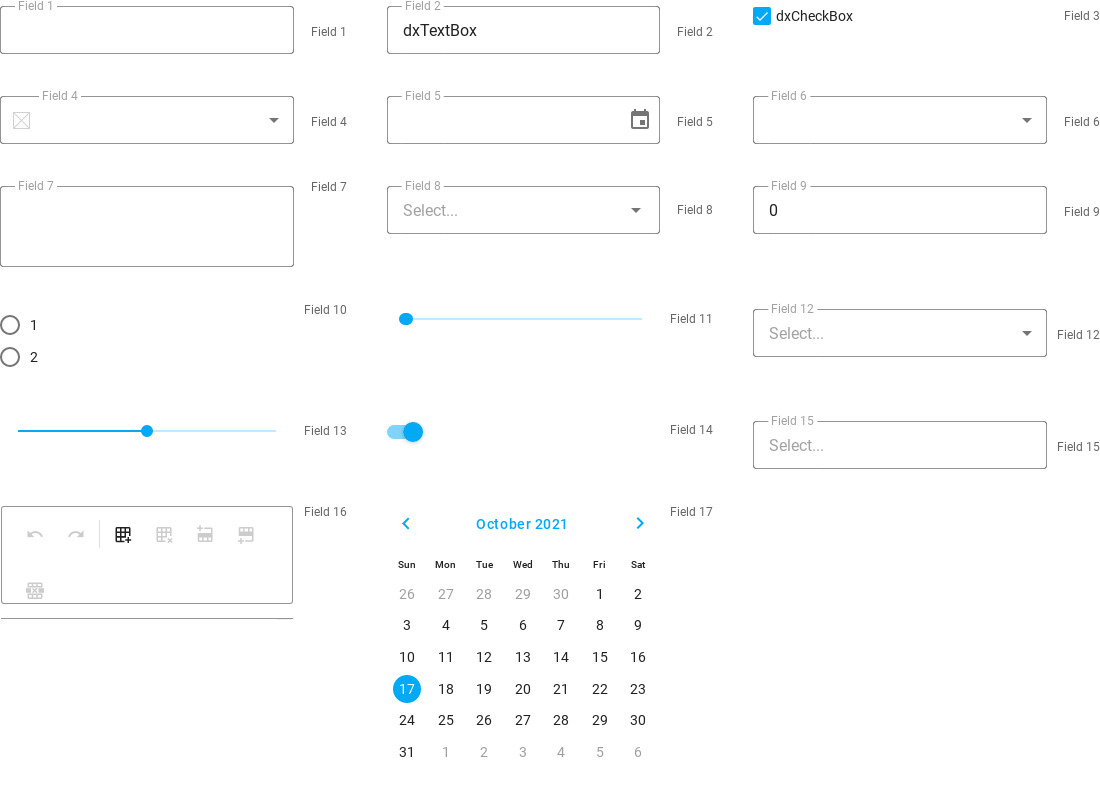 Field 1
Field 1
Field 2
dxTextBox
Field 2
dxCheckBox
Field 3
Field 4
Field 4
Field 5
Field 5
Field 6
Field 6
Field 7
Field 7
Field 8
Select...
Field 8
Field 9
0
Field 9
1
2
Field 10
Field 11
Field 12
Select...
Field 12
Field 13
Field 14
Field 15
Select...
Field 15
Field 16
October 2021
Sun Mon Tue Wed Thu Fri Sat
26 27 28 29 30 1 2
3 4 5 6 7 8 9
10 11 12 13 14 15 16
17 18 19 20 21 22 23
24 25 26 27 28 29 30
31 1 2 3 4 5 6
Field 17